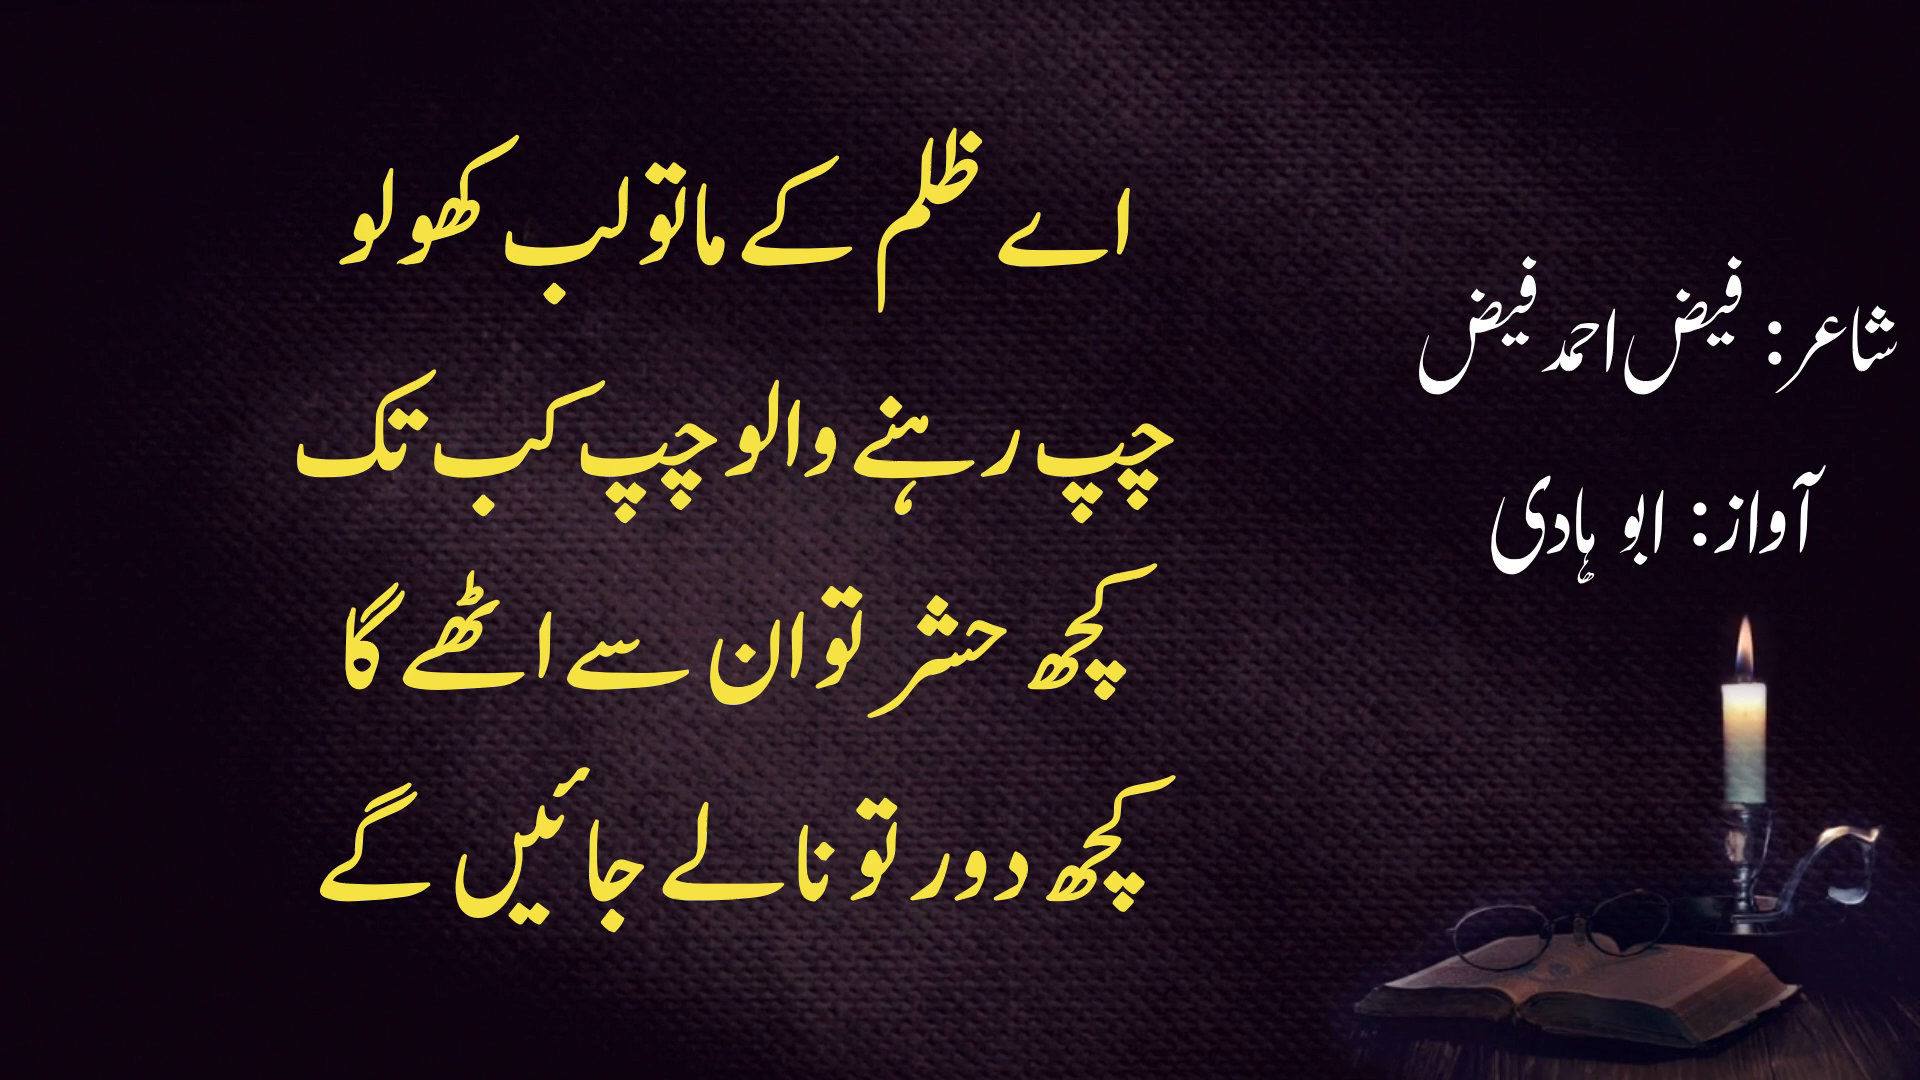 اے ظلم کے ماتو لب کھولو
چپ رہنے والو چپ کب تک
کچھ حشر تو ان سے اٹھے گا
کچھ دور تو نالے جائیں گے
شاعر: فیض احمد فیض
آواز: ابو ہادی